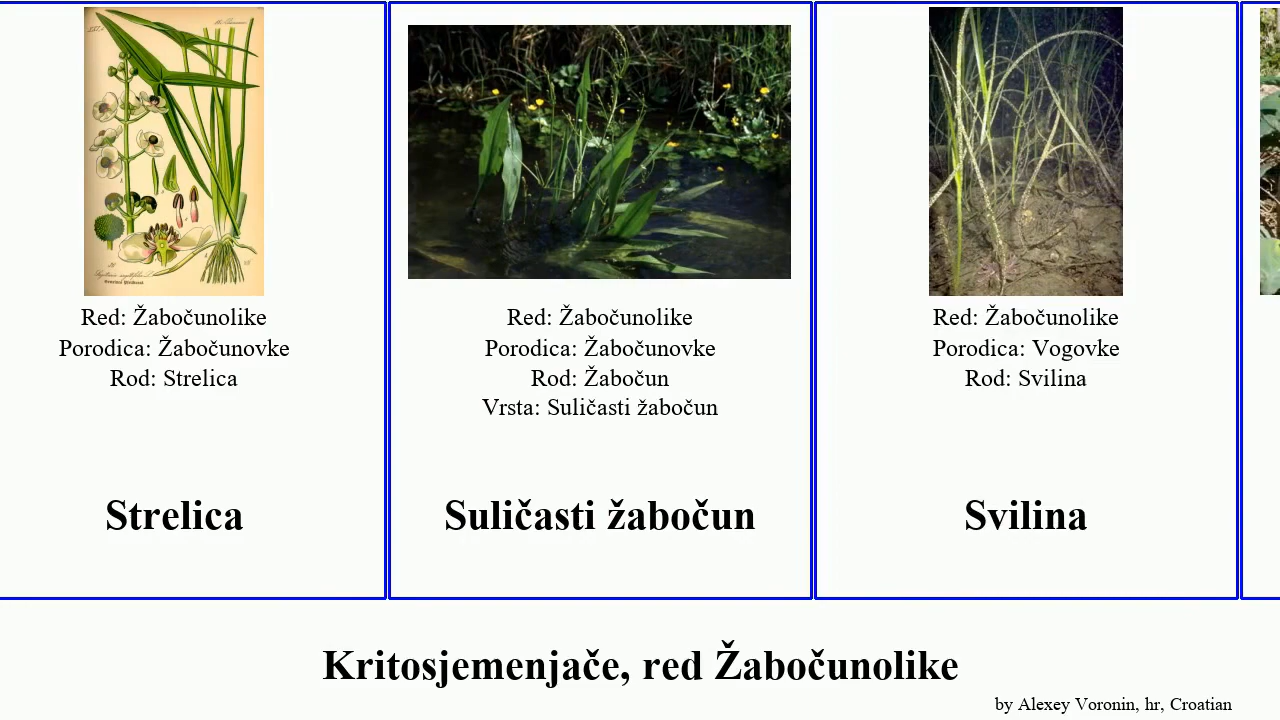 Red: Žabočunolike
Porodica: Žabočunovke
Rod: Strelica
Strelica
Red: Žabočunolike
Porodica: Žabočunovke
Rod: Žabočun
Vrsta: Suličasti žabočun
Suličasti žabočun
Red: Žabočunolike
Porodica: Vogovke
Rod: Svilina
Svilina
Kritosjemenjače, red Žabočunolike
by Alexey Voronin, hr, Croatian